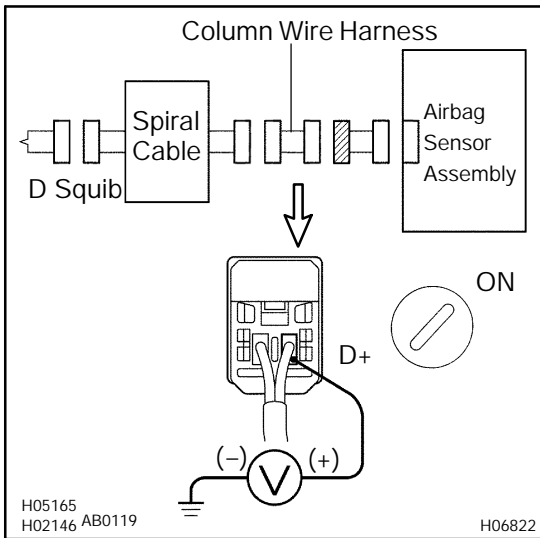 Column Wire Harness
Spiral
Cable
Airbag
Sensor
Assembly
D Squib
ON
D+
(−)
V
(+)
H05165
H02146 AB0119
H06822